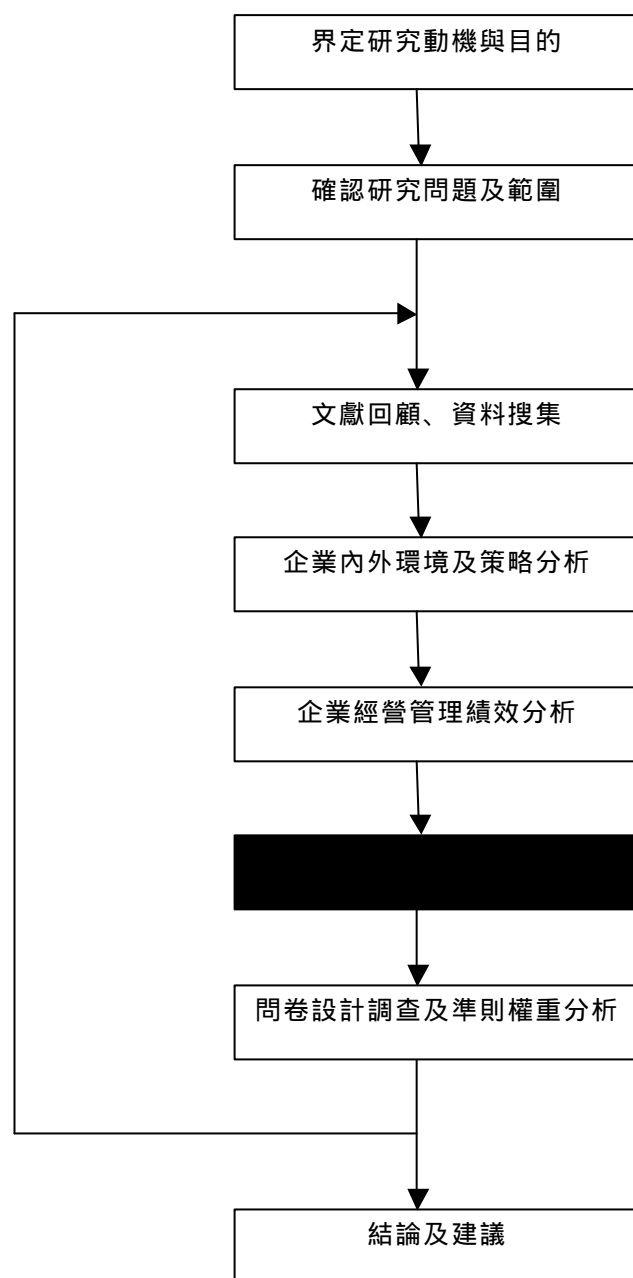 界定研究動機與目的
確認研究問題及範圍
文獻回顧、資料搜集
企業內外環境及策略分析
企業經營管理績效分析
問卷設計調查及準則權重分析
結論及建議